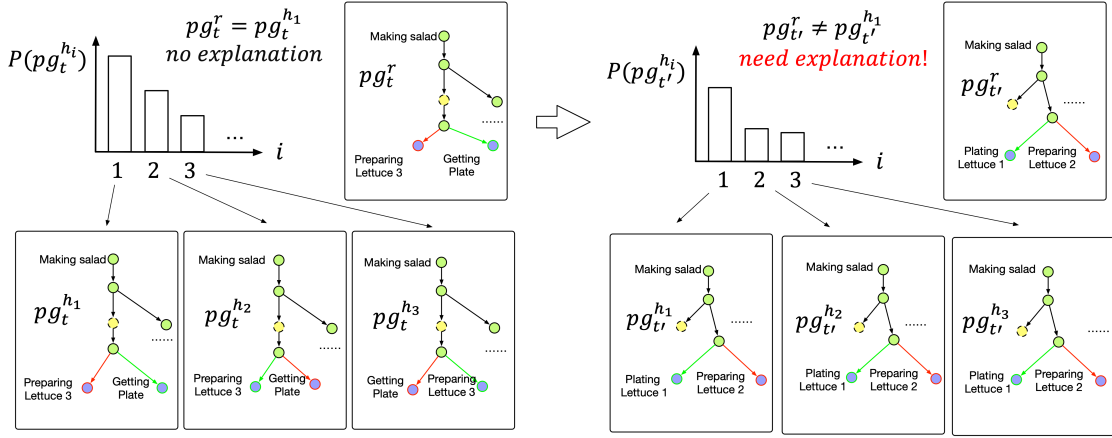 $pg_t^r = pg_t^{h_1}$
no explanation
$P(pg_t^{h_i})$
...
i
1 2 3
Making salad
$pg_t^r$
......
Preparing Lettuce 3
Getting Plate
Making salad
$pg_t^{h_1}$
......
Preparing Lettuce 3
Getting Plate
Making salad
$pg_t^{h_2}$
......
Preparing Lettuce 3
Getting Plate
Making salad
$pg_t^{h_3}$
......
Getting Plate
Preparing Lettuce 3
$pg_{t'}^r \neq pg_{t'}^{h_1}$
need explanation!
$P(pg_{t'}^{h_i})$
...
i
1 2 3
Making salad
$pg_{t'}^r$
......
Plating Lettuce 1
Preparing Lettuce 2
Making salad
$pg_{t'}^{h_1}$
......
Plating Lettuce 1
Preparing Lettuce 2
Making salad
$pg_{t'}^{h_2}$
......
Plating Lettuce 1
Preparing Lettuce 2
Making salad
$pg_{t'}^{h_3}$
......
Plating Lettuce 1
Preparing Lettuce 2